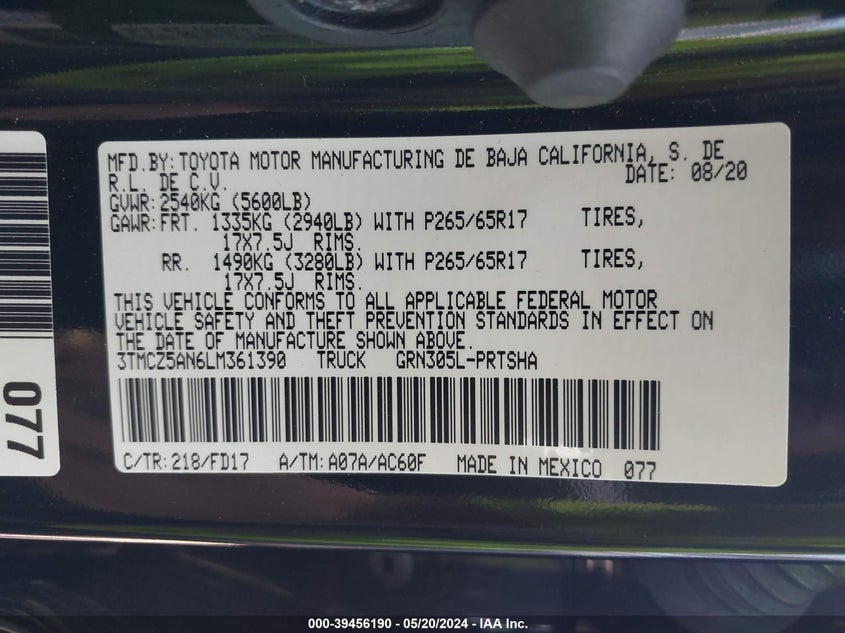 MFD.BY:TOYOTA MOTOR MANUFACTURING DE BAJA CALIFORNIA, S. DE
R.L. DE C.V. DATE: 08/20
GVWR:2540KG (5600LB)
GAWR:FRT. 1335KG (2940LB) WITH P265/65R17 TIRES,
17X7.5J RIMS.
RR. 1490KG (3280LB) WITH P265/65R17 TIRES,
17X7.5J RIMS.
THIS VEHICLE CONFORMS TO ALL APPLICABLE FEDERAL MOTOR
VEHICLE SAFETY AND THEFT PREVENTION STANDARDS IN EFFECT ON
THE DATE OF MANUFACTURE SHOWN ABOVE.
3TMCZ5AN6LM361390 TRUCK GRN305L-PRTSHA
C/TR:218/FD17 A/TM:A07A/AC60F MADE IN MEXICO 077
077
000-39456190 - 05/20/2024 - IAA Inc.